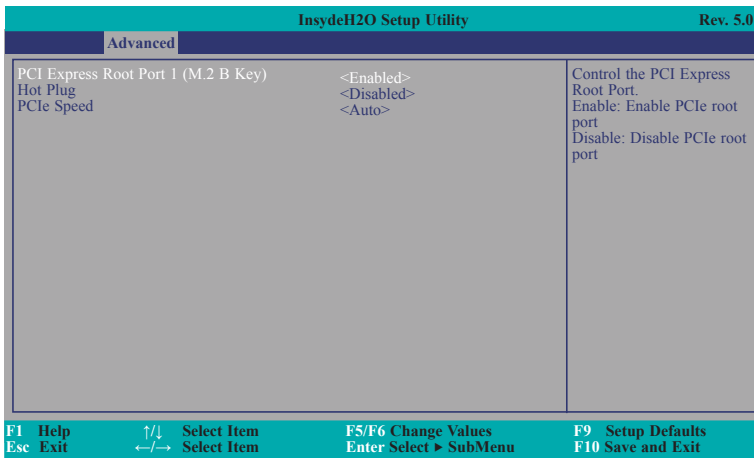 InsydeH2O Setup Utility Rev. 5.0
Advanced
PCI Express Root Port 1 (M.2 B Key) <Enabled>
Hot Plug <Disabled>
PCIe Speed <Auto>
Control the PCI Express
Root Port.
Enable: Enable PCIe root
port
Disable: Disable PCIe root
port
F1 Help ↑/↓ Select Item F5/F6 Change Values F9 Setup Defaults
Esc Exit ←/→ Select Item Enter Select ► SubMenu F10 Save and Exit